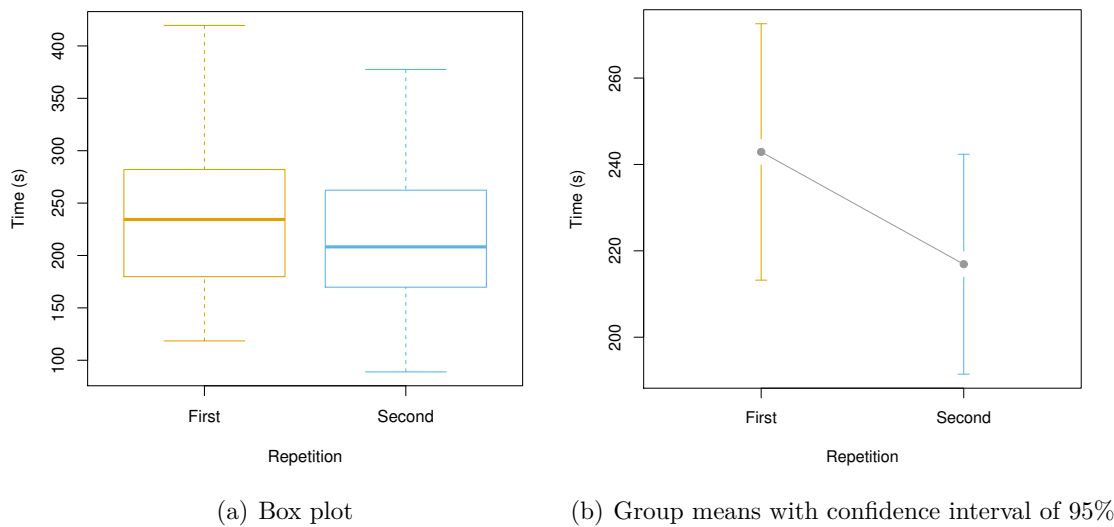 Time (s)
400
350
300
250
200
150
100
First
Second
Repetition
(a) Box plot
Time (s)
260
240
220
200
First
Second
Repetition
(b) Group means with confidence interval of 95%